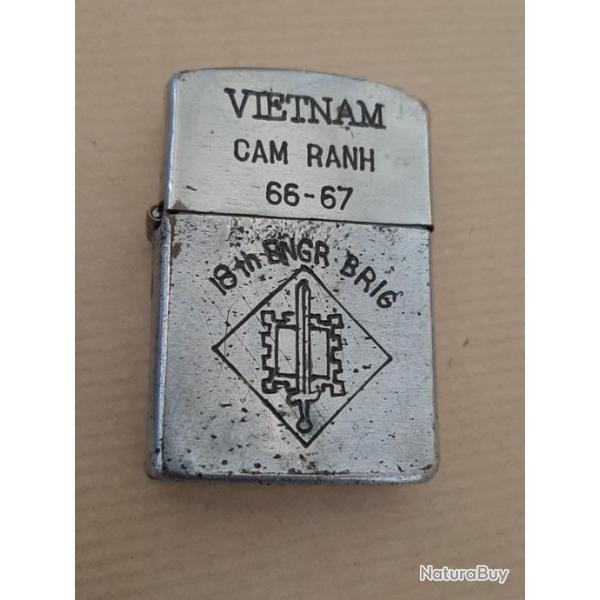 VIETNAM
CAM RANH
66-67
18th ENGR BRIG
NaturaBuy